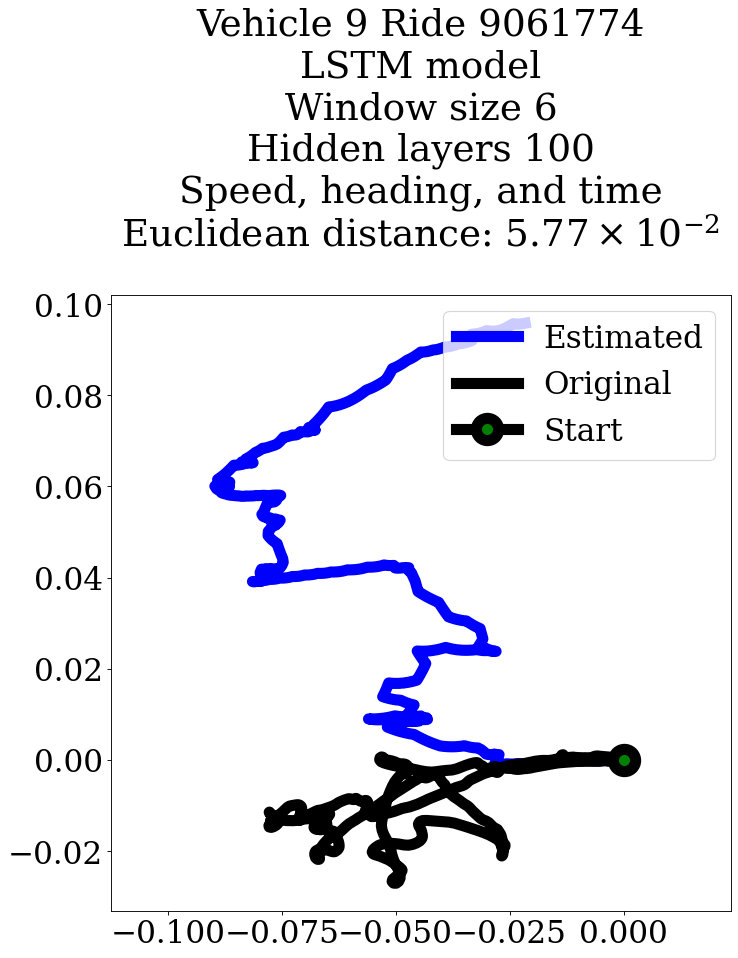 Vehicle 9 Ride 9061774
LSTM model
Window size 6
Hidden layers 100
Speed, heading, and time
Euclidean distance: 5.77 × 10⁻²
0.10
0.08
0.06
0.04
0.02
0.00
−0.02
Estimated
Original
Start
−0.100 −0.075 −0.050 −0.025 0.000